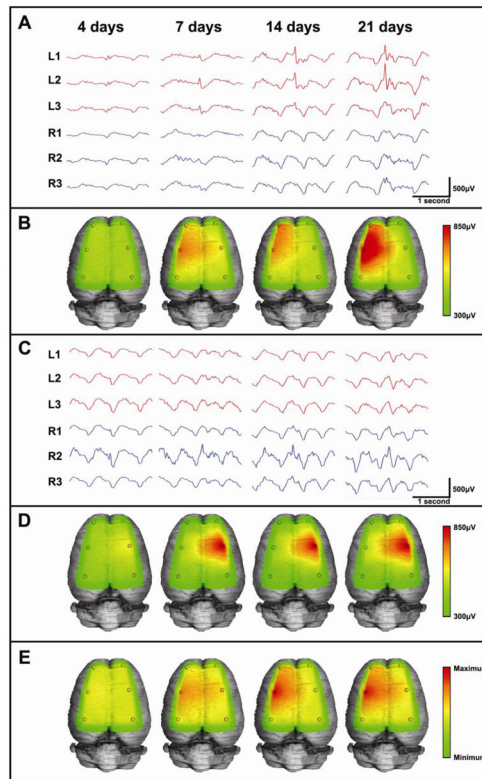 A
4 days 7 days 14 days 21 days
L1
L2
L3
R1
R2
R3
500µV
1 second
B
850µV
300µV
C
L1
L2
L3
R1
R2
R3
500µV
1 second
D
850µV
300µV
E
Maximum
Minimum